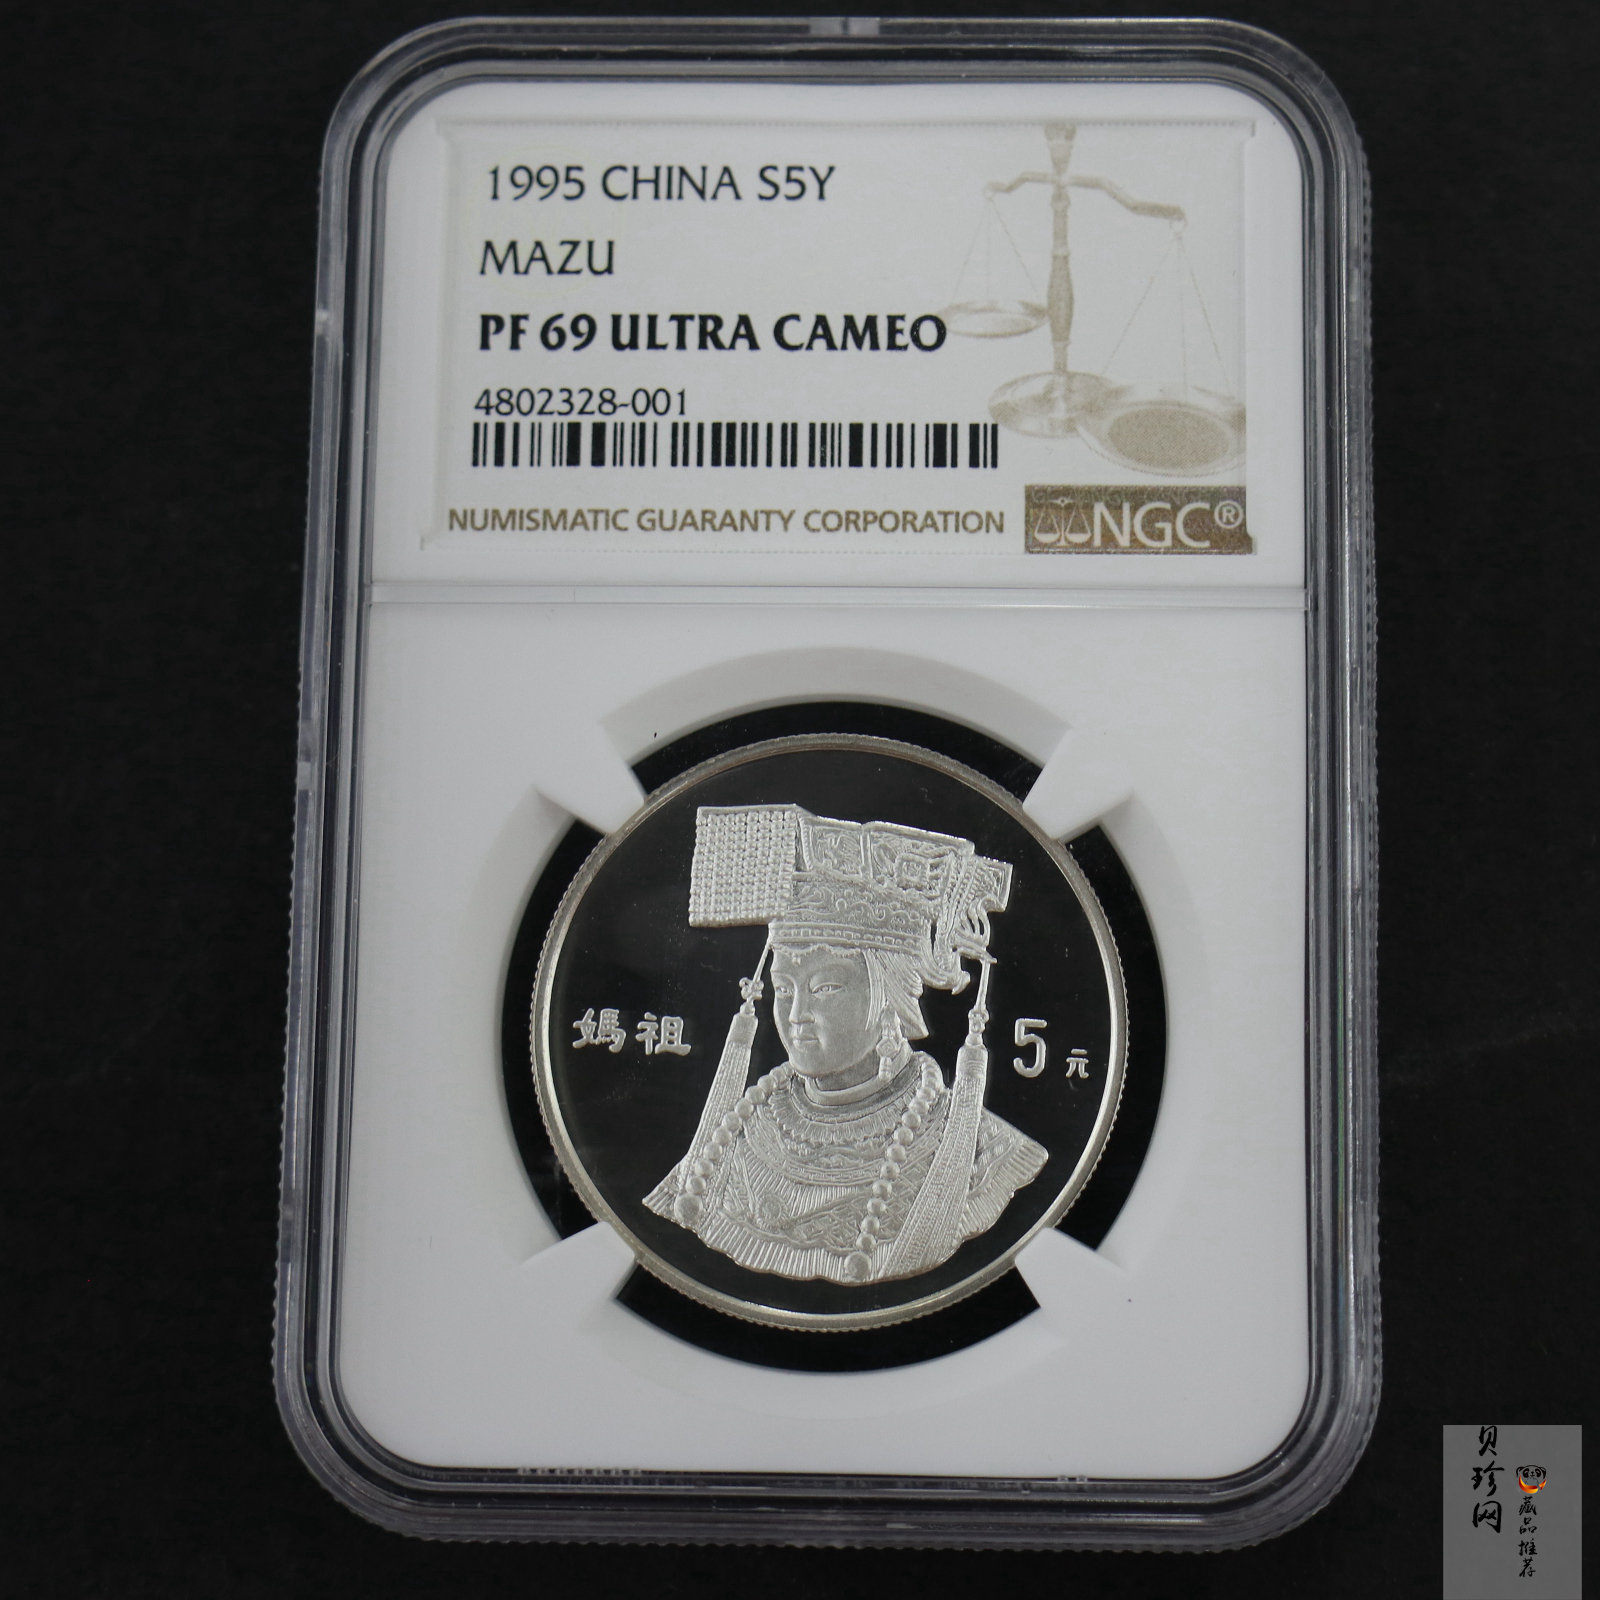 1995 CHINA S5Y
MAZU
PF 69 ULTRA CAMEO
4802328-001
NUMISMATIC GUARANTY CORPORATION
NGC®
媽祖
5元
贝珍网
藏品推荐